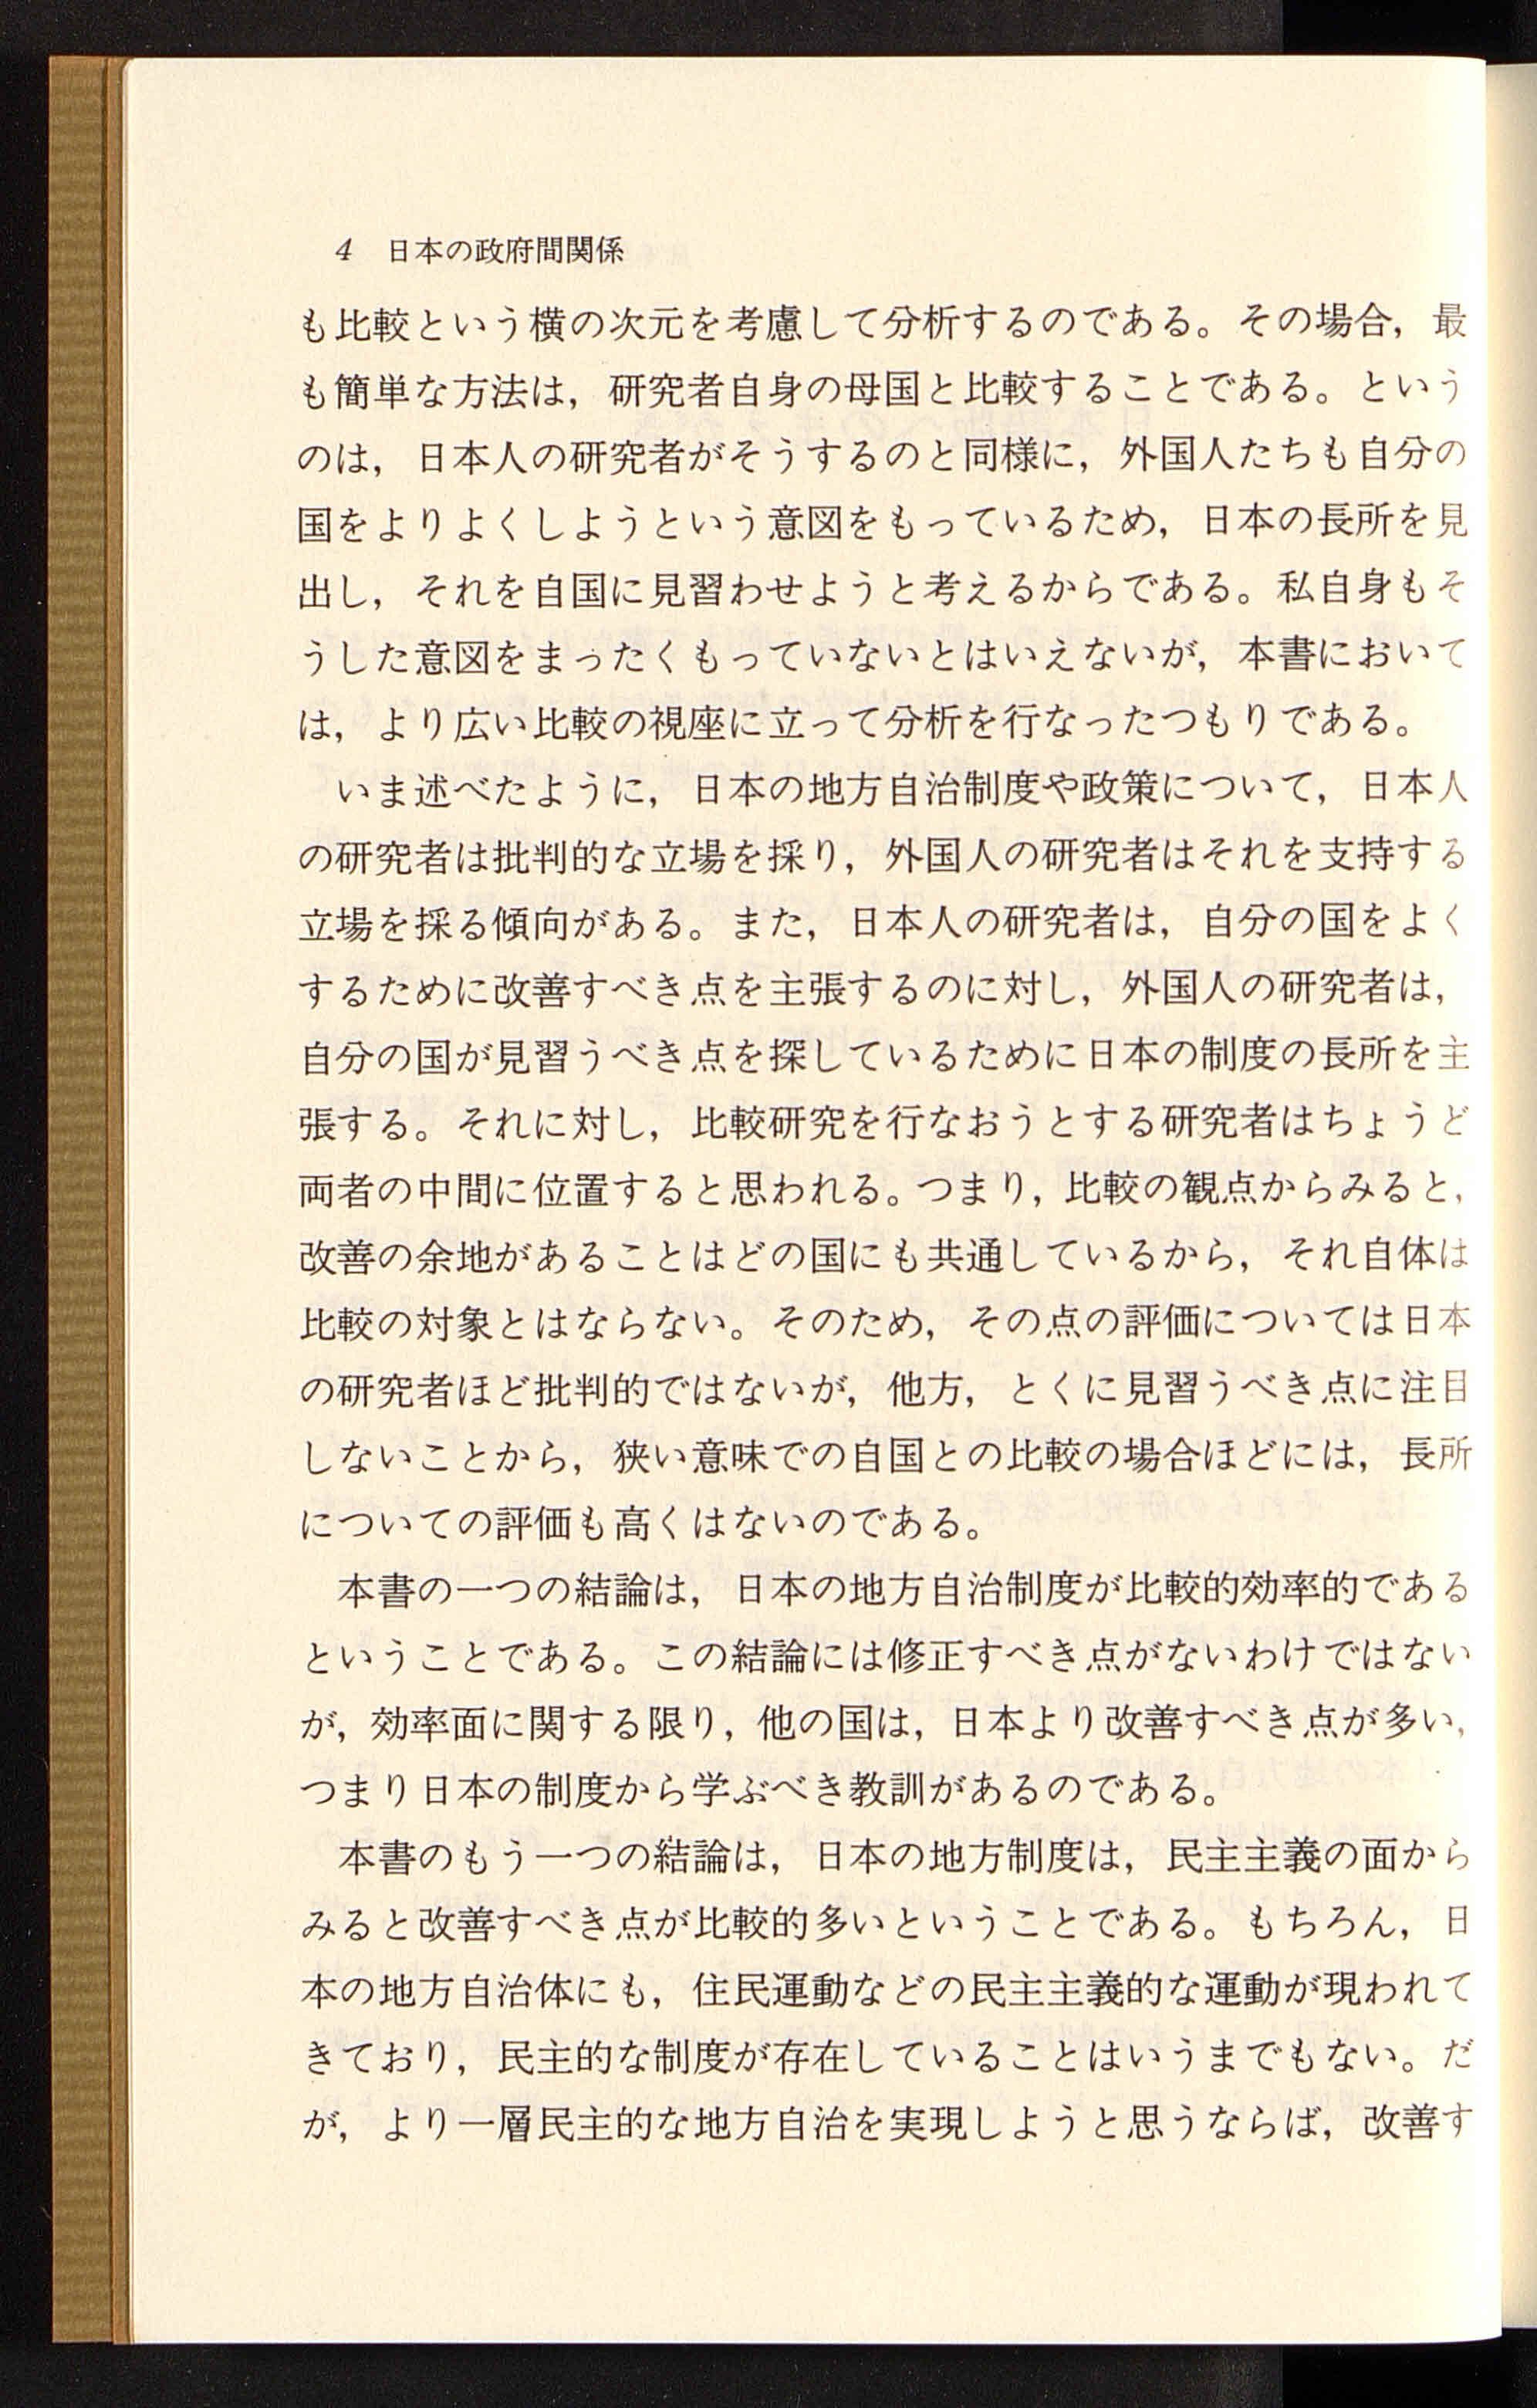 4 日本の政府間関係
も比較という横の次元を考慮して分析するのである。その場合，最
も簡単な方法は，研究者自身の母国と比較することである。という
のは，日本人の研究者がそうするのと同様に，外国人たちも自分の
国をよりよくしようという意図をもっているため，日本の長所を見
出し，それを自国に見習わせようと考えるからである。私自身もそ
うした意図をまったくもっていないとはいえないが，本書において
は，より広い比較の視座に立って分析を行なったつもりである。
いま述べたように，日本の地方自治制度や政策について，日本人
の研究者は批判的な立場を採り，外国人の研究者はそれを支持する
立場を採る傾向がある。また，日本人の研究者は，自分の国をよく
するために改善すべき点を主張するのに対し，外国人の研究者は，
自分の国が見習うべき点を探しているために日本の制度の長所を主
張する。それに対し，比較研究を行なおうとする研究者はちょうど
両者の中間に位置すると思われる。つまり，比較の観点からみると，
改善の余地があることはどの国にも共通しているから，それ自体は
比較の対象とはならない。そのため，その点の評価については日本
の研究者ほど批判的ではないが，他方，とくに見習うべき点に注目
しないことから，狭い意味での自国との比較の場合ほどには，長所
についての評価も高くはないのである。
本書の一つの結論は，日本の地方自治制度が比較的効率的である
ということである。この結論には修正すべき点がないわけではない
が，効率面に関する限り，他の国は，日本より改善すべき点が多い，
つまり日本の制度から学ぶべき教訓があるのである。
本書のもう一つの結論は，日本の地方制度は，民主主義の面から
みると改善すべき点が比較的多いということである。もちろん，日
本の地方自治体にも，住民運動などの民主主義的な運動が現われて
きており，民主的な制度が存在していることはいうまでもない。だ
が，より一層民主的な地方自治を実現しようと思うならば，改善す